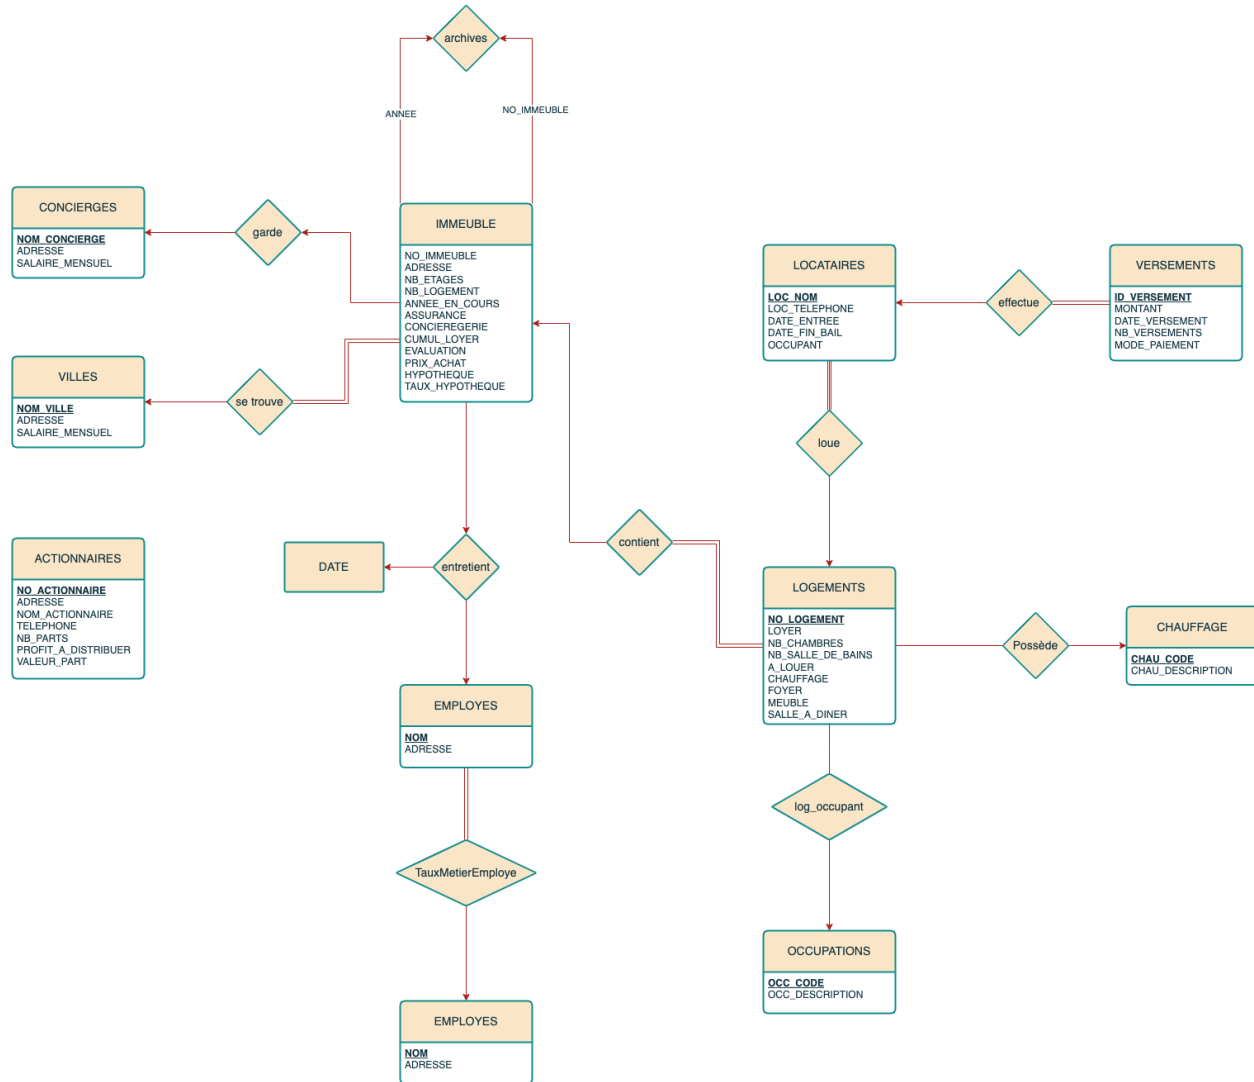 archives
ANNEE
NO_IMMEUBLE
CONCIERGES
NOM_CONCIERGE
ADRESSE
SALAIRE_MENSUEL
garde
IMMEUBLE
NO_IMMEUBLE
ADRESSE
NB_ETAGES
NB_LOGEMENT
ANNEE_EN_COURS
ASSURANCE
CONCIEREGERIE
CUMUL_LOYER
EVALUATION
PRIX_ACHAT
HYPOTHEQUE
TAUX_HYPOTHEQUE
LOCATAIRES
LOC_NOM
LOC_TELEPHONE
DATE_ENTREE
DATE_FIN_BAIL
OCCUPANT
effectue
VERSEMENTS
ID_VERSEMENT
MONTANT
DATE_VERSEMENT
NB_VERSEMENTS
MODE_PAIEMENT
VILLES
NOM_VILLE
ADRESSE
SALAIRE_MENSUEL
se trouve
loue
ACTIONNAIRES
NO_ACTIONNAIRE
ADRESSE
NOM_ACTIONNAIRE
TELEPHONE
NB_PARTS
PROFIT_A_DISTRIBUER
VALEUR_PART
DATE
entretient
contient
LOGEMENTS
NO_LOGEMENT
LOYER
NB_CHAMBRES
NB_SALLE_DE_BAINS
A_LOUER
CHAUFFAGE
FOYER
MEUBLE
SALLE_A_DINER
Possède
CHAUFFAGE
CHAU_CODE
CHAU_DESCRIPTION
EMPLOYES
NOM
ADRESSE
log_occupant
TauxMetierEmploye
OCCUPATIONS
OCC_CODE
OCC_DESCRIPTION
EMPLOYES
NOM
ADRESSE